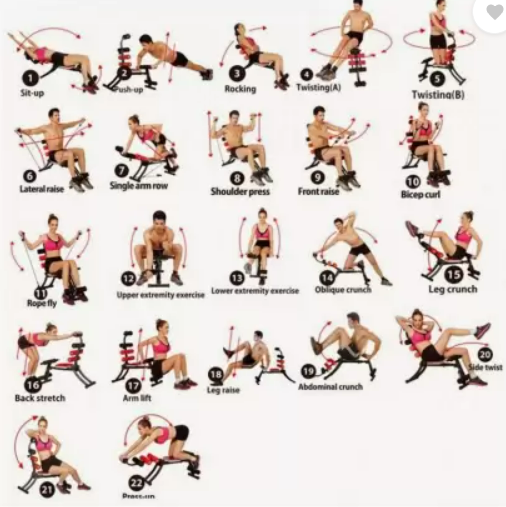 1
Sit-up
2
Push-up
3
Rocking
4
Twisting(A)
5
Twisting(B)
6
Lateral raise
7
Single arm row
8
Shoulder press
9
Front raise
10
Bicep curl
11
Rope fly
12
Upper extremity exercise
13
Lower extremity exercise
14
Oblique crunch
15
Leg crunch
16
Back stretch
17
Arm lift
18
Leg raise
19
Abdominal crunch
20
Side twist
21
22
Press-up